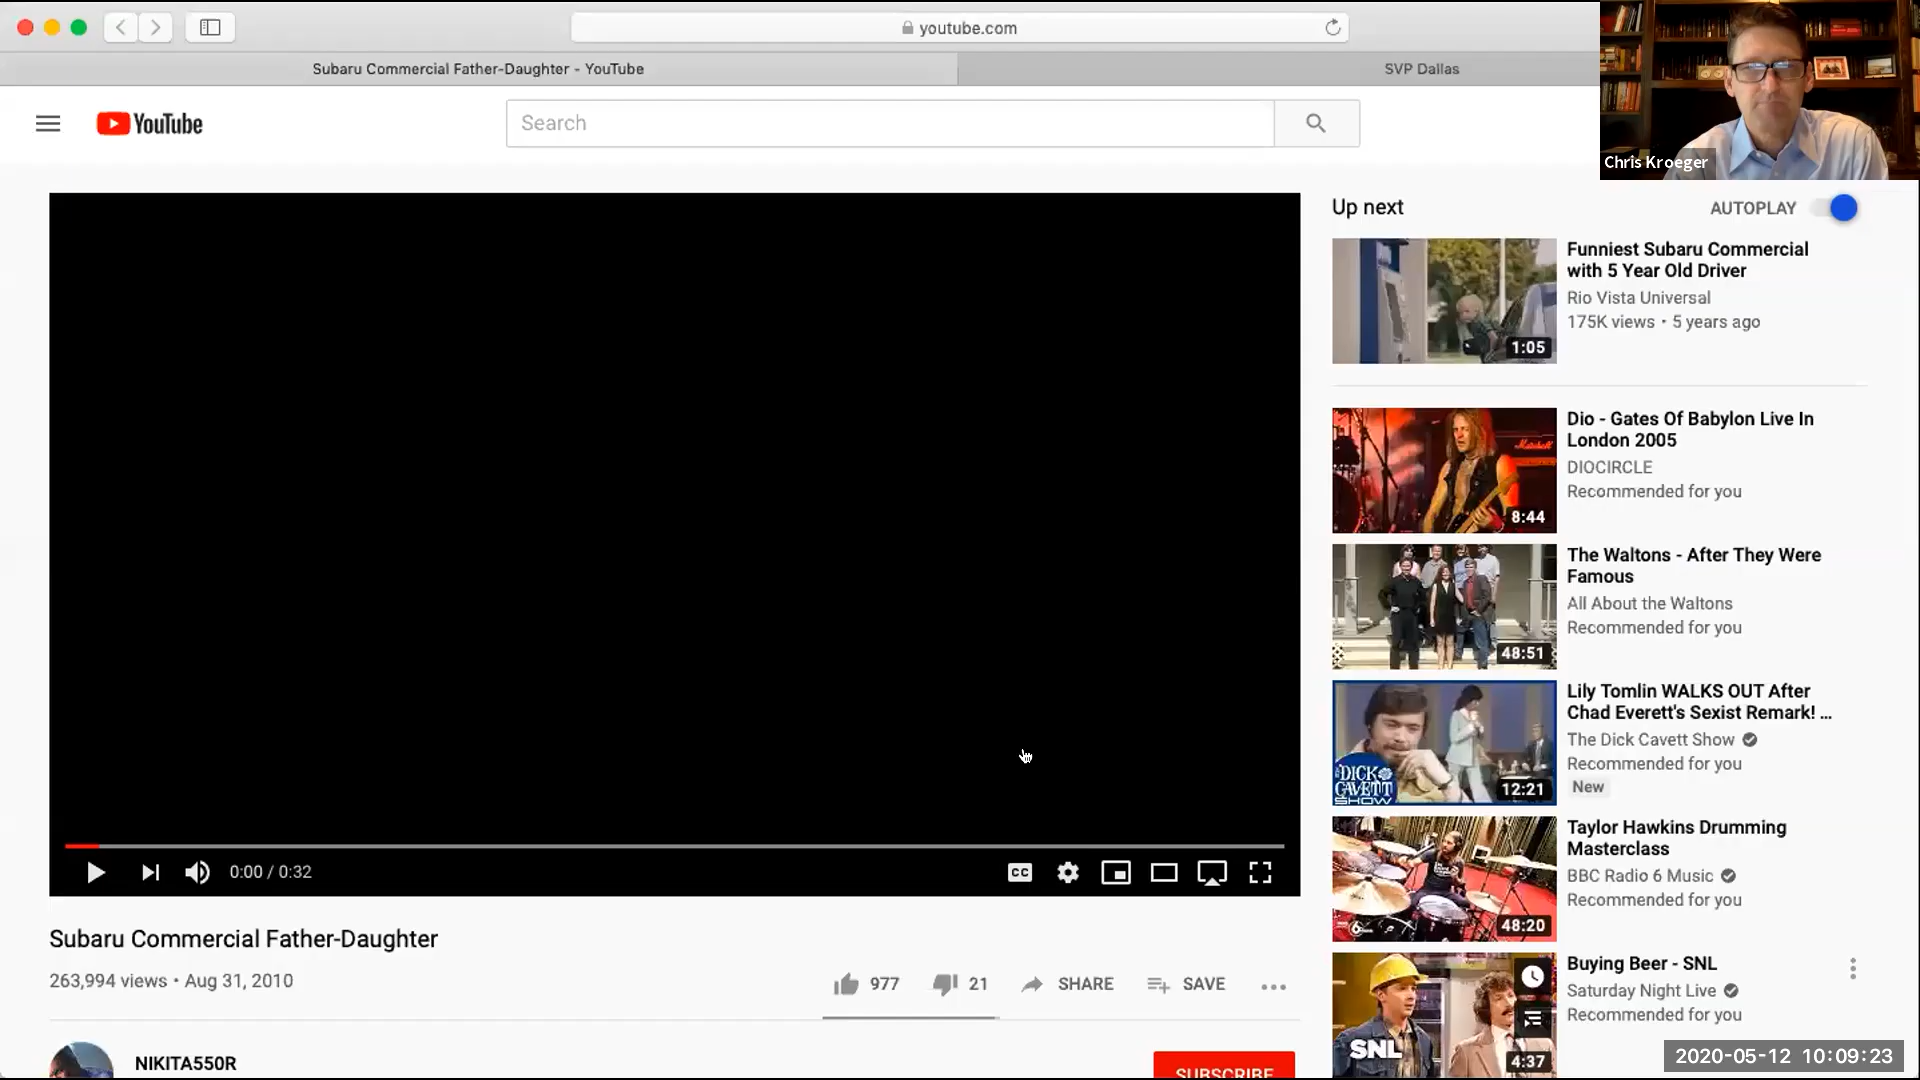 youtube.com
Subaru Commercial Father-Daughter - YouTube
SVP Dallas
YouTube
Search
Chris Kroeger
Up next
AUTOPLAY
Funniest Subaru Commercial
with 5 Year Old Driver
Rio Vista Universal
175K views • 5 years ago
1:05
Dio - Gates Of Babylon Live In
London 2005
DIOCIRCLE
Recommended for you
Marshall
8:44
The Waltons - After They Were
Famous
All About the Waltons
Recommended for you
48:51
Lily Tomlin WALKS OUT After
Chad Everett's Sexist Remark! ...
The Dick Cavett Show
Recommended for you
New
DICK
CAVETT
SHOW
12:21
Taylor Hawkins Drumming
Masterclass
BBC Radio 6 Music
Recommended for you
6
48:20
Buying Beer - SNL
Saturday Night Live
Recommended for you
SNL
4:37
0:00 / 0:32
CC
Subaru Commercial Father-Daughter
263,994 views • Aug 31, 2010
977
21
SHARE
SAVE
NIKITA550R
SUBSCRIBE
2020-05-12 10:09:23